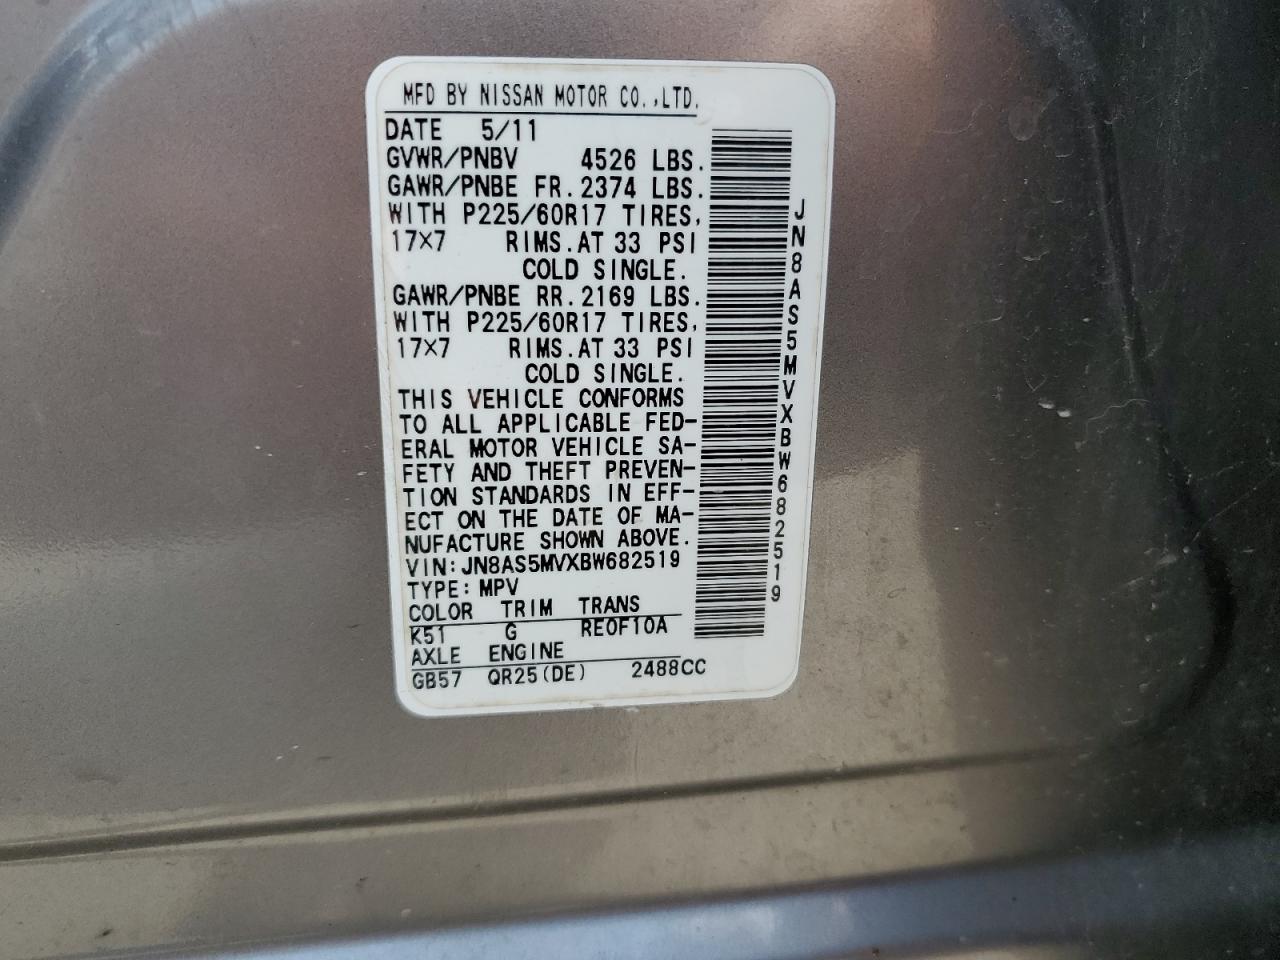 MFD BY NISSAN MOTOR CO.,LTD.
DATE 5/11
GVWR/PNBV 4526 LBS.
GAWR/PNBE FR. 2374 LBS.
WITH P225/60R17 TIRES,
17×7 RIMS. AT 33 PSI
COLD SINGLE.
GAWR/PNBE RR. 2169 LBS.
WITH P225/60R17 TIRES,
17×7 RIMS. AT 33 PSI
COLD SINGLE.
THIS VEHICLE CONFORMS
TO ALL APPLICABLE FED-
ERAL MOTOR VEHICLE SA-
FETY AND THEFT PREVEN-
TION STANDARDS IN EFF-
ECT ON THE DATE OF MA-
NUFACTURE SHOWN ABOVE.
VIN: JN8AS5MVXBW682519
TYPE: MPV
COLOR TRIM TRANS
K51 G RE0F10A
AXLE ENGINE
GB57 QR25(DE) 2488CC
JN8AS5MVXBW682519